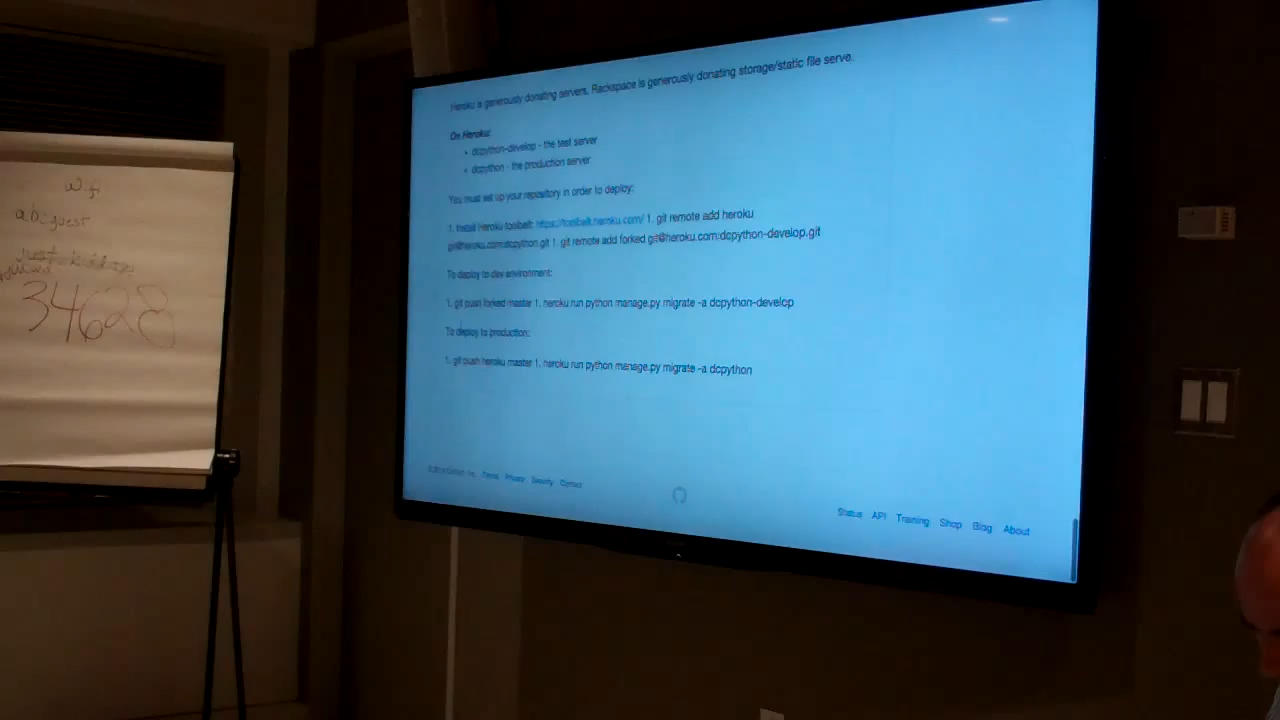 Wifi
34628
Heroku is generously donating servers, Rackspace is generously donating storage/static file serve.
On Heroku:
• dcpython-develop - the test server
• dcpython - the production server
You must set up your repository in order to deploy:
1. Install Heroku toolbelt: https://toolbelt.heroku.com/ 1. git remote add heroku
git@heroku.com:dcpython.git 1. git remote add forked git@heroku.com:dcpython-develop.git
To deploy to dev environment:
1. git push forked master 1. heroku run python manage.py migrate -a dcpython-develop
To deploy to production:
1. git push heroku master 1. heroku run python manage.py migrate -a dcpython
Terms Privacy Security Contact
Status API Training Shop Blog About